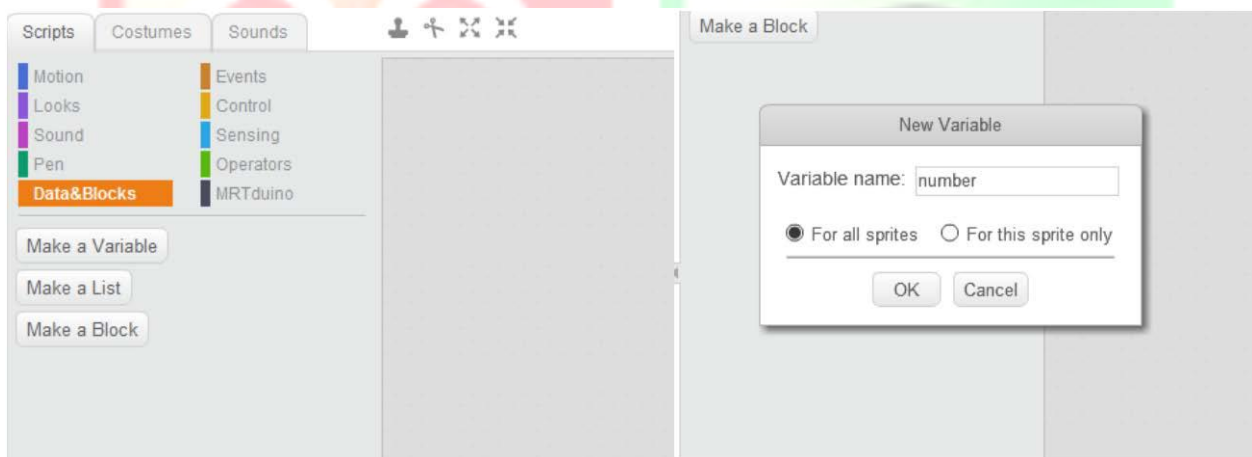 Scripts Costumes Sounds
Motion Events
Looks Control
Sound Sensing
Pen Operators
Data&Blocks MRTduino
Make a Variable
Make a List
Make a Block
Make a Block
New Variable
Variable name: number
For all sprites For this sprite only
OK Cancel